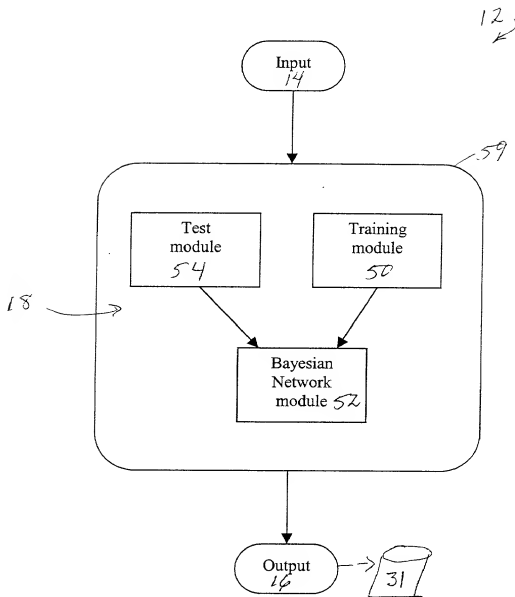 12
Input
14
59
Test
module
54
Training
module
50
18
Bayesian
Network
module 52
Output
16
31